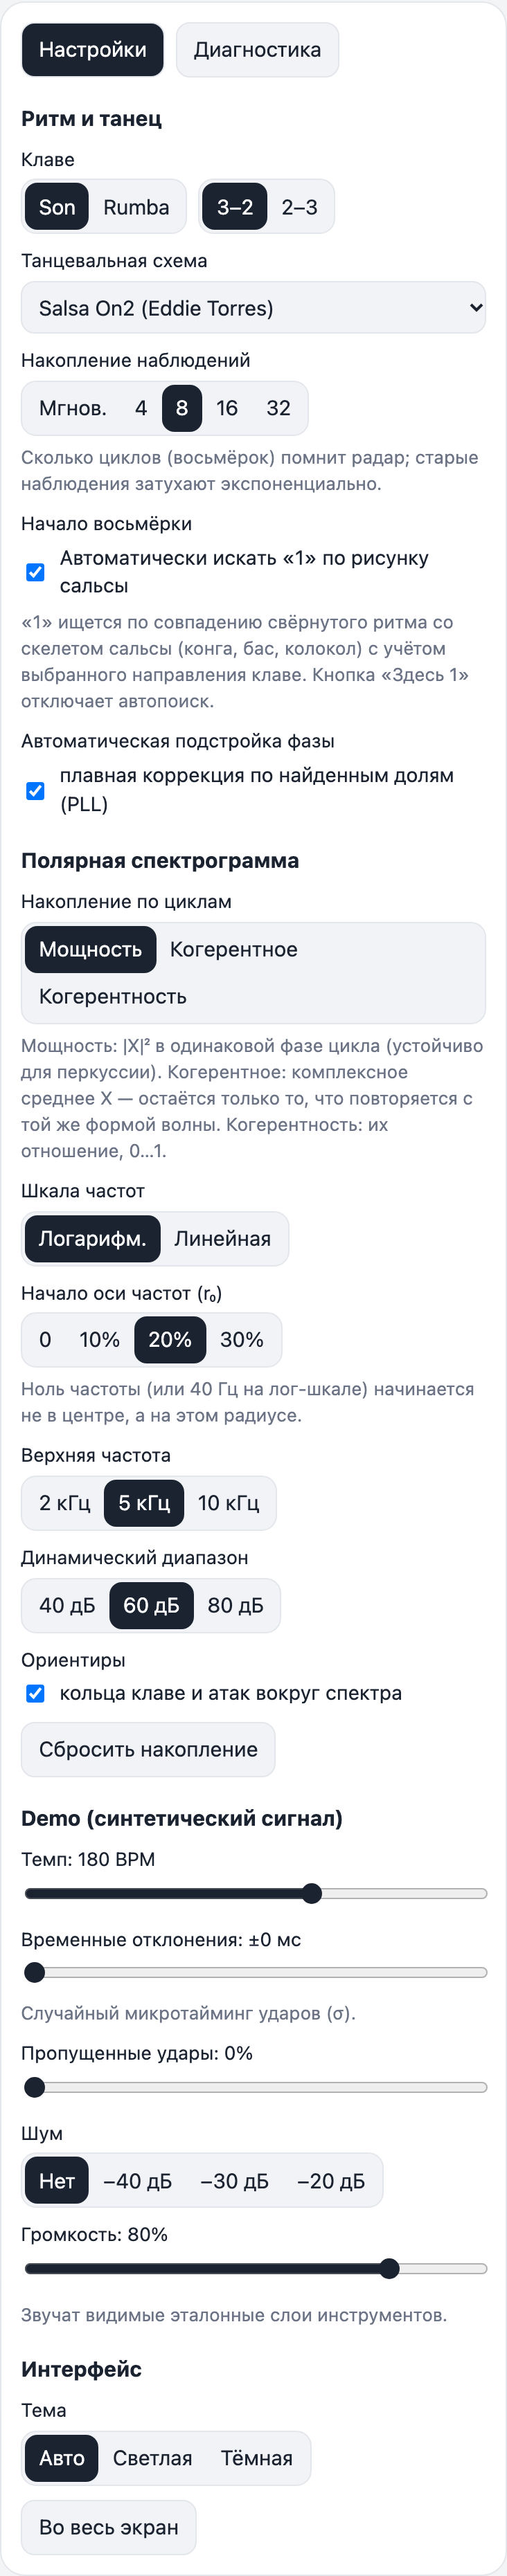 Настройки Диагностика
Ритм и танец
Клаве
Son Rumba 3–2 2–3
Танцевальная схема
Salsa On2 (Eddie Torres)
Накопление наблюдений
Мгнов. 4 8 16 32
Сколько циклов (восьмёрок) помнит радар; старые
наблюдения затухают экспоненциально.
Начало восьмёрки
Автоматически искать «1» по рисунку
сальсы
«1» ищется по совпадению свёрнутого ритма со
скелетом сальсы (конга, бас, колокол) с учётом
выбранного направления клаве. Кнопка «Здесь 1»
отключает автопоиск.
Автоматическая подстройка фазы
плавная коррекция по найденным долям
(PLL)
Полярная спектрограмма
Накопление по циклам
Мощность Когерентное
Когерентность
Мощность: |X|² в одинаковой фазе цикла (устойчиво
для перкуссии). Когерентное: комплексное
среднее X — остаётся только то, что повторяется с
той же формой волны. Когерентность: их
отношение, 0…1.
Шкала частот
Логарифм. Линейная
Начало оси частот (r₀)
0 10% 20% 30%
Ноль частоты (или 40 Гц на лог-шкале) начинается
не в центре, а на этом радиусе.
Верхняя частота
2 кГц 5 кГц 10 кГц
Динамический диапазон
40 дБ 60 дБ 80 дБ
Ориентиры
кольца клаве и атак вокруг спектра
Сбросить накопление
Demo (синтетический сигнал)
Темп: 180 BPM
Временные отклонения: ±0 мс
Случайный микротайминг ударов (σ).
Пропущенные удары: 0%
Шум
Нет −40 дБ −30 дБ −20 дБ
Громкость: 80%
Звучат видимые эталонные слои инструментов.
Интерфейс
Тема
Авто Светлая Тёмная
Во весь экран